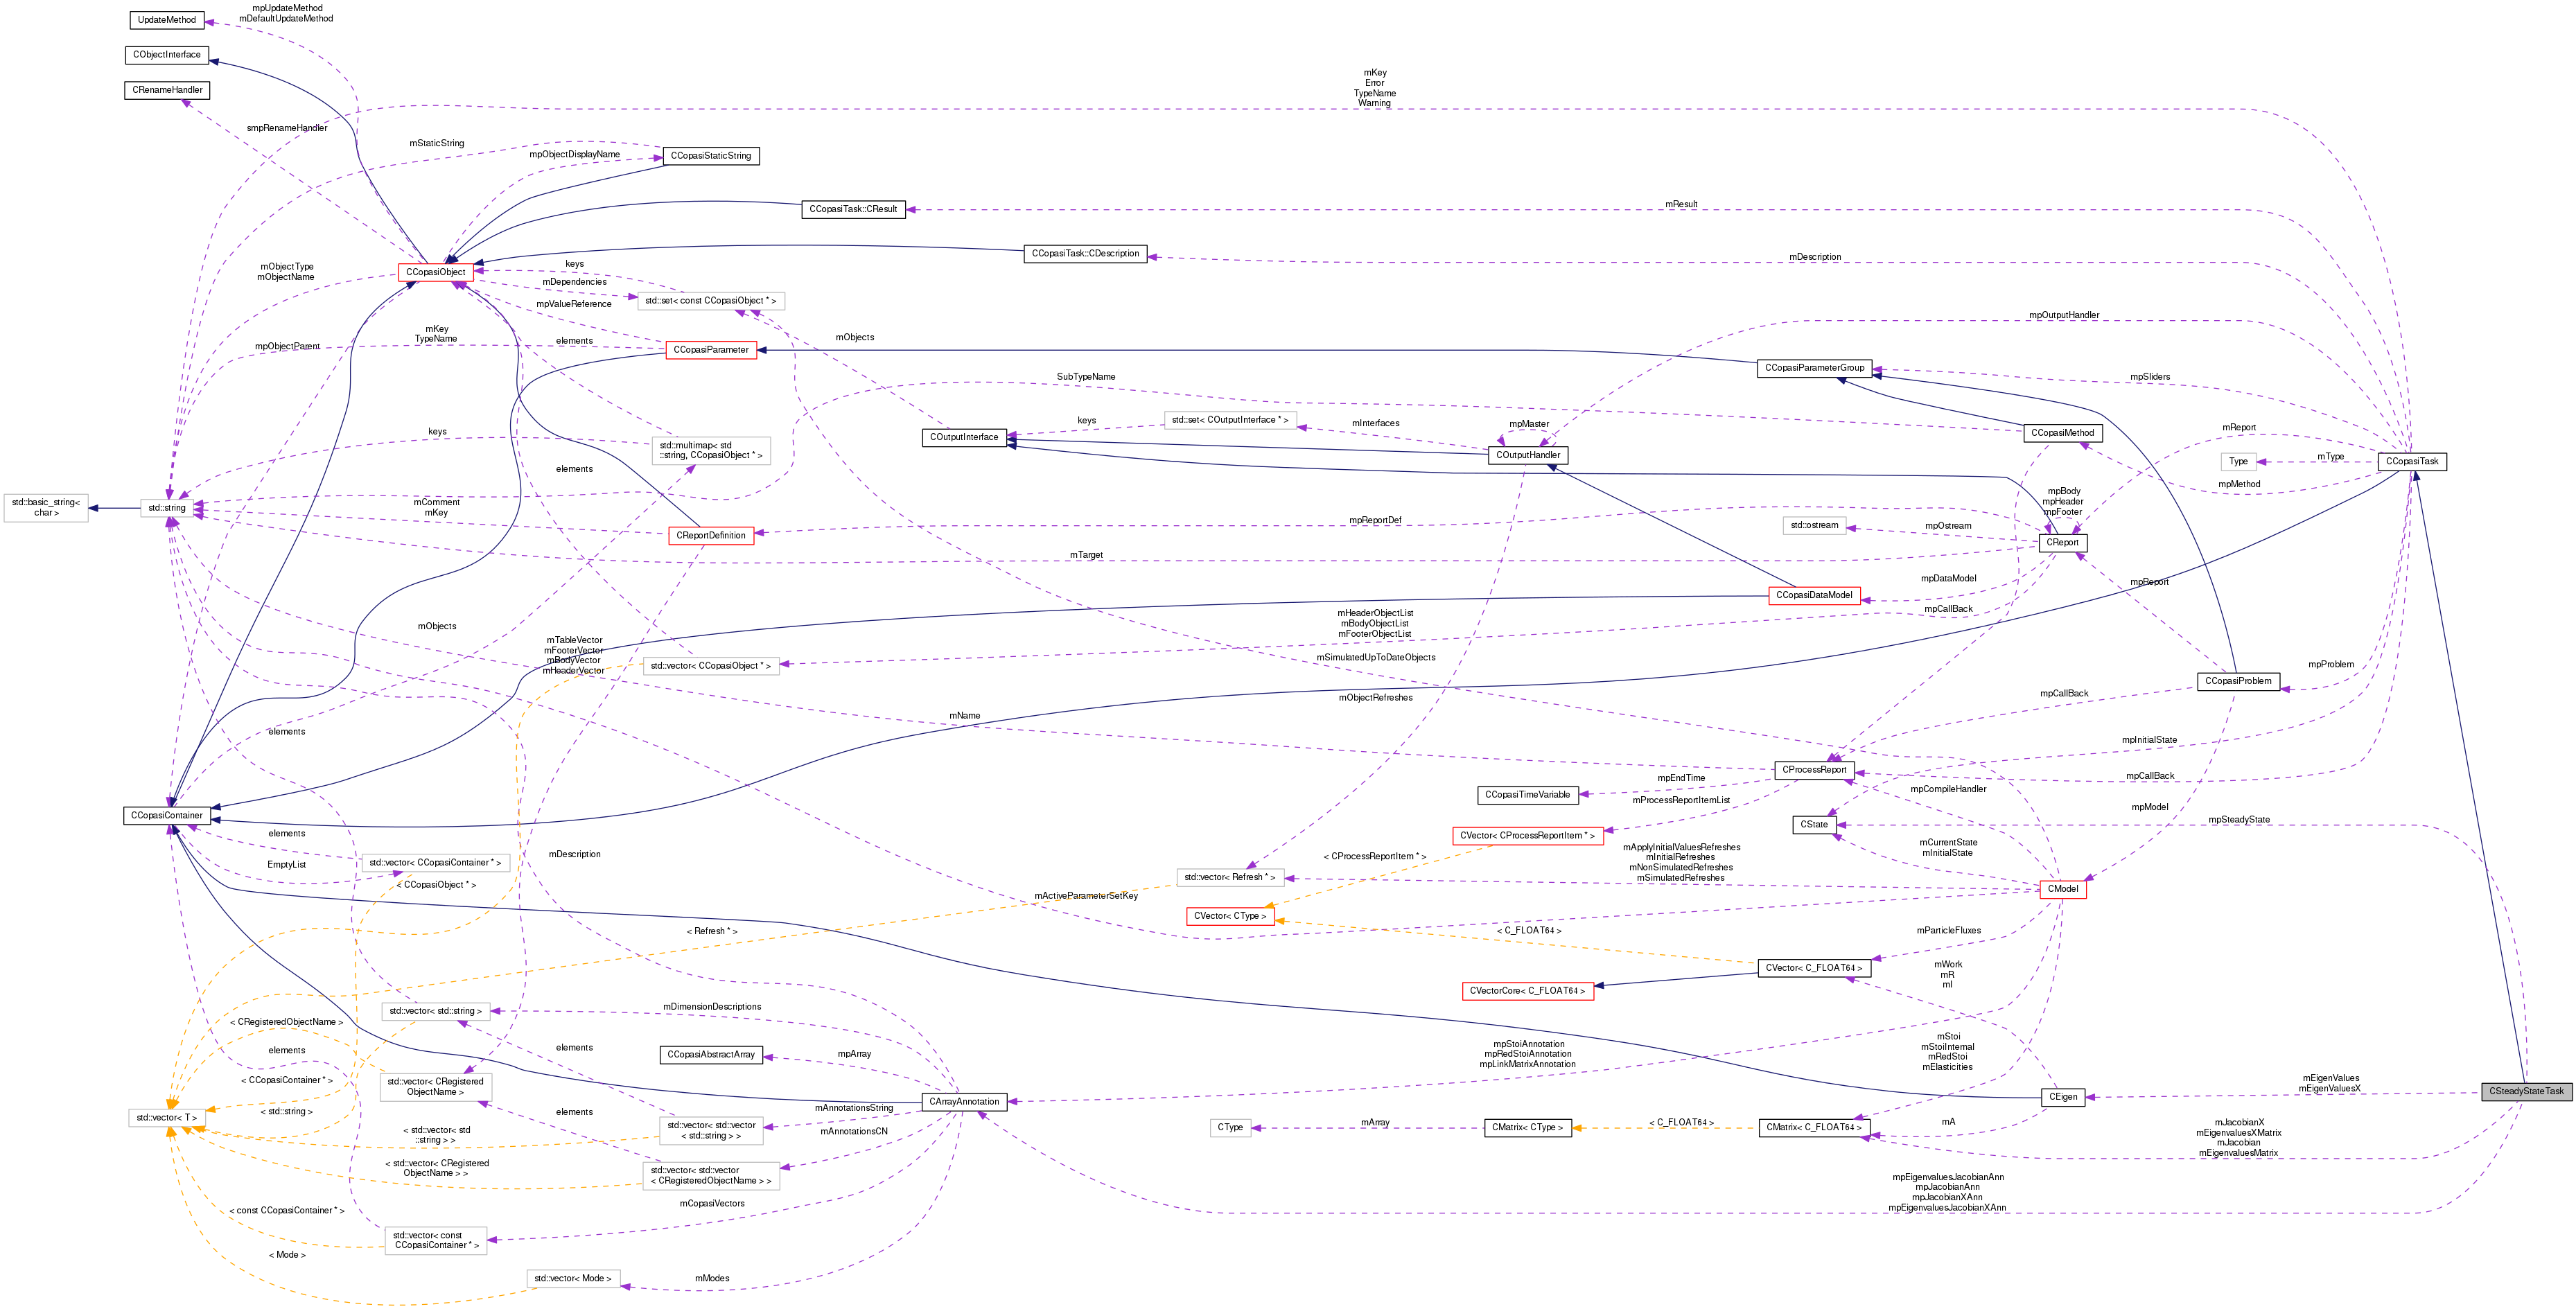 mpUpdateMethod
mDefaultUpdateMethod
UpdateMethod
CObjectInterface
CRenameHandler
mKey
Error
TypeName
Warning
smpRenameHandler
mStaticString
mpObjectDisplayName
CCopasiStaticString
CCopasiTask::CResult
mResult
CCopasiTask::CDescription
mDescription
CCopasiObject
mObjectType
mObjectName
keys
mDependencies
std::set< const CCopasiObject * >
mpValueReference
mpOutputHandler
mKey
TypeName
mpObjectParent
elements
CCopasiParameter
mObjects
CCopasiParameterGroup
SubTypeName
mpSliders
keys
std::set< COutputInterface * >
mInterfaces
mpMaster
COutputInterface
COutputHandler
CCopasiMethod
mReport
Type
mType
CCopasiTask
mpMethod
keys
std::multimap< std
::string, CCopasiObject * >
elements
std::basic_string<
char >
std::string
mComment
mKey
CReportDefinition
mpReportDef
mpBody
mpHeader
mpFooter
std::ostream
mpOstream
CReport
mTarget
mpDataModel
mpReport
CCopasiDataModel
mpCallBack
mHeaderObjectList
mBodyObjectList
mFooterObjectList
mObjects
mTableVector
mFooterVector
mBodyVector
mHeaderVector
std::vector< CCopasiObject * >
mSimulatedUpToDateObjects
mpProblem
CCopasiProblem
mObjectRefreshes
mpCallBack
mName
elements
mpInitialState
CProcessReport
mpCallBack
mpEndTime
CCopasiTimeVariable
mpCompileHandler
mProcessReportItemList
mpModel
CCopasiContainer
CState
mpSteadyState
elements
CVector< CProcessReportItem * >
mCurrentState
mInitialState
EmptyList
std::vector< CCopasiContainer * >
mDescription
< CProcessReportItem * >
mApplyInitialValuesRefreshes
mInitialRefreshes
mNonSimulatedRefreshes
mSimulatedRefreshes
< CCopasiObject * >
std::vector< Refresh * >
CModel
mActiveParameterSetKey
CVector< CType >
< Refresh * >
< C_FLOAT64 >
mParticleFluxes
CVector< C_FLOAT64 >
mWork
mR
mI
CVectorCore< C_FLOAT64 >
mDimensionDescriptions
std::vector< std::string >
< CRegisteredObjectName >
elements
mpArray
CCopasiAbstractArray
mpStoiAnnotation
mpRedStoiAnnotation
mpLinkMatrixAnnotation
mStoi
mStoiInternal
mRedStoi
mElasticities
elements
< CCopasiContainer * >
std::vector< CRegistered
ObjectName >
mEigenValues
mEigenValuesX
CSteadyStateTask
CEigen
CArrayAnnotation
std::vector< T >
< std::string >
elements
mAnnotationsString
std::vector< std::vector
< std::string > >
< std::vector< std
::string > >
mAnnotationsCN
CType
mArray
CMatrix< CType >
< C_FLOAT64 >
CMatrix< C_FLOAT64 >
mA
mJacobianX
mEigenvaluesXMatrix
mJacobian
mEigenvaluesMatrix
< std::vector< CRegistered
ObjectName > >
std::vector< std::vector
< CRegisteredObjectName > >
mpEigenvaluesJacobianAnn
mpJacobianAnn
mpJacobianXAnn
mpEigenvaluesJacobianXAnn
mCopasiVectors
< const CCopasiContainer * >
std::vector< const
CCopasiContainer * >
< Mode >
std::vector< Mode >
mModes